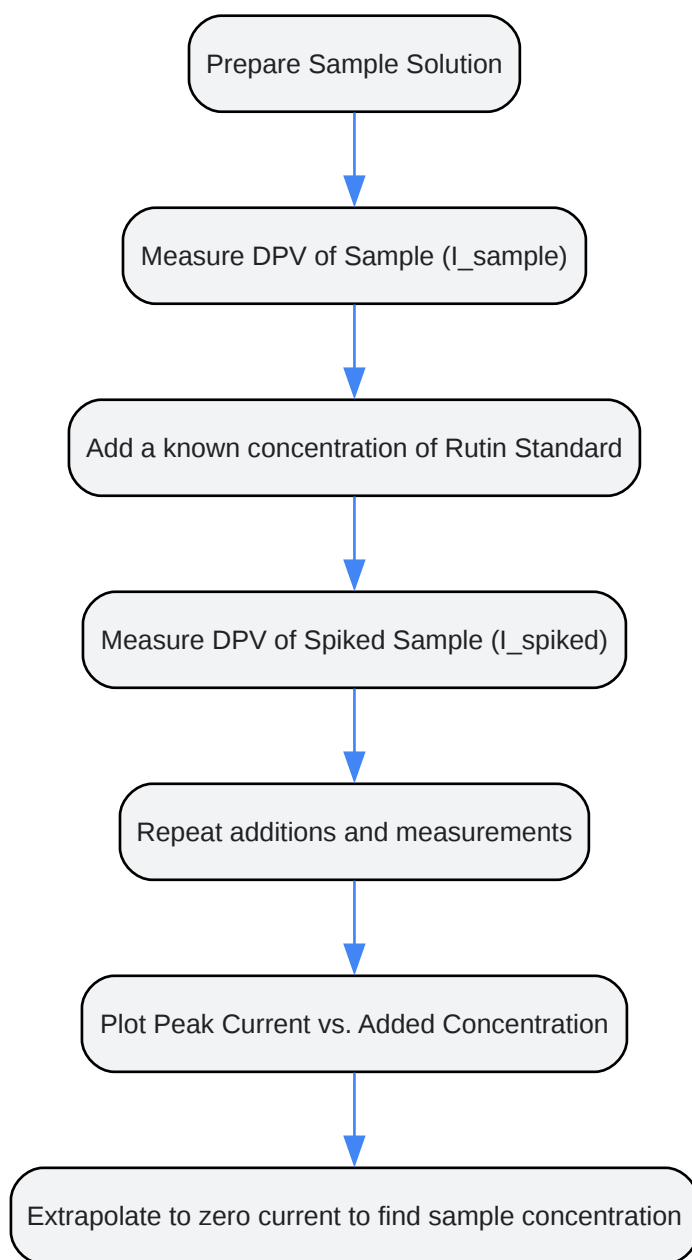 Prepare Sample Solution
Measure DPV of Sample (I_sample)
Add a known concentration of Rutin Standard
Measure DPV of Spiked Sample (I_spiked)
Repeat additions and measurements
Plot Peak Current vs. Added Concentration
Extrapolate to zero current to find sample concentration